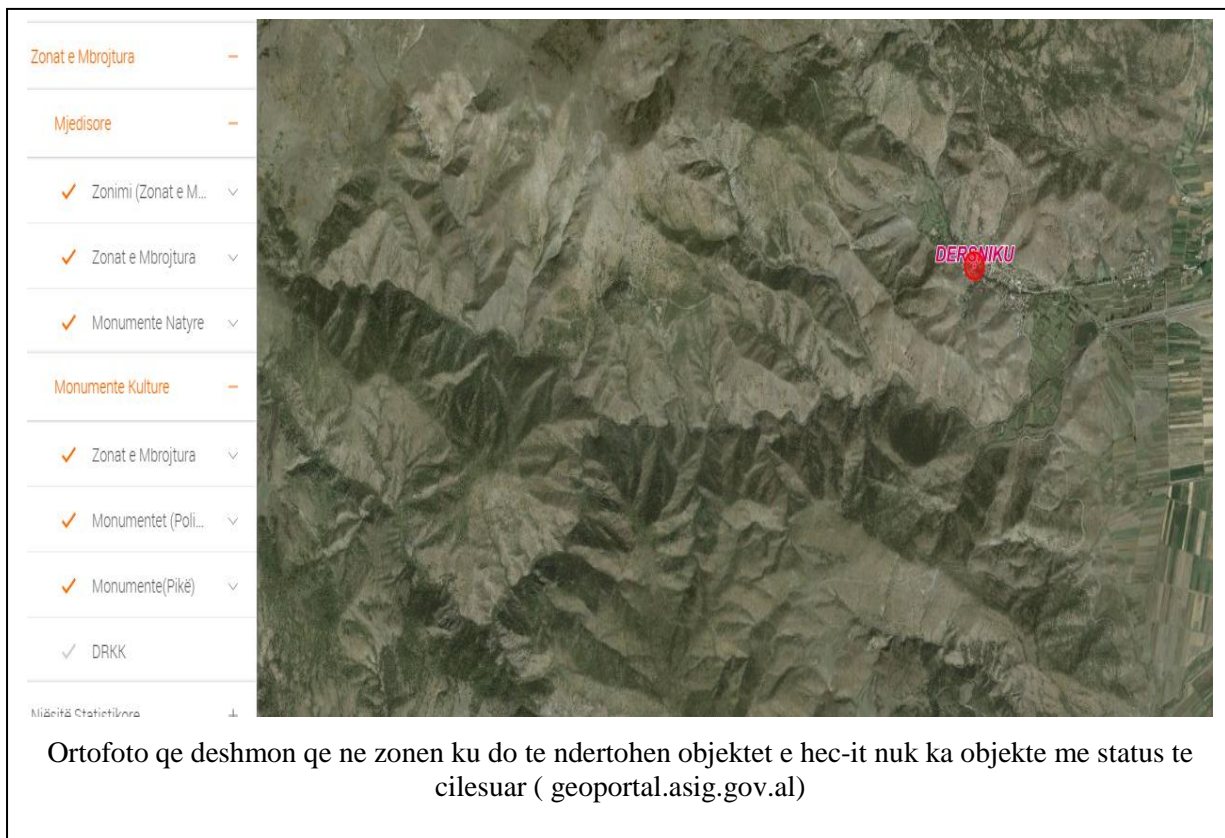 Zonat e Mbrojtura
Mjedisore
Zonimi (Zonat e M...
Zonat e Mbrojtura
Monumente Natyre
Monumente Kulture
Zonat e Mbrojtura
Monumentet (Poli...
Monumente(Pikë)
DRKK
Njësitë Statistikore
DERSNIKU
Ortofoto qe deshmon qe ne zonen ku do te ndertohen objektet e hec-it nuk ka objekte me status te
cilesuar ( geoportal.asig.gov.al)